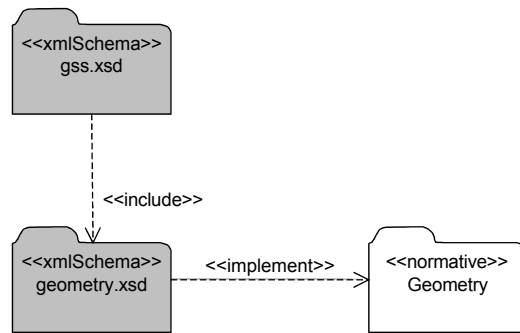 <<xmlSchema>>
gss.xsd
<<include>>
<<xmlSchema>>
geometry.xsd
<<implement>>
<<normative>>
Geometry